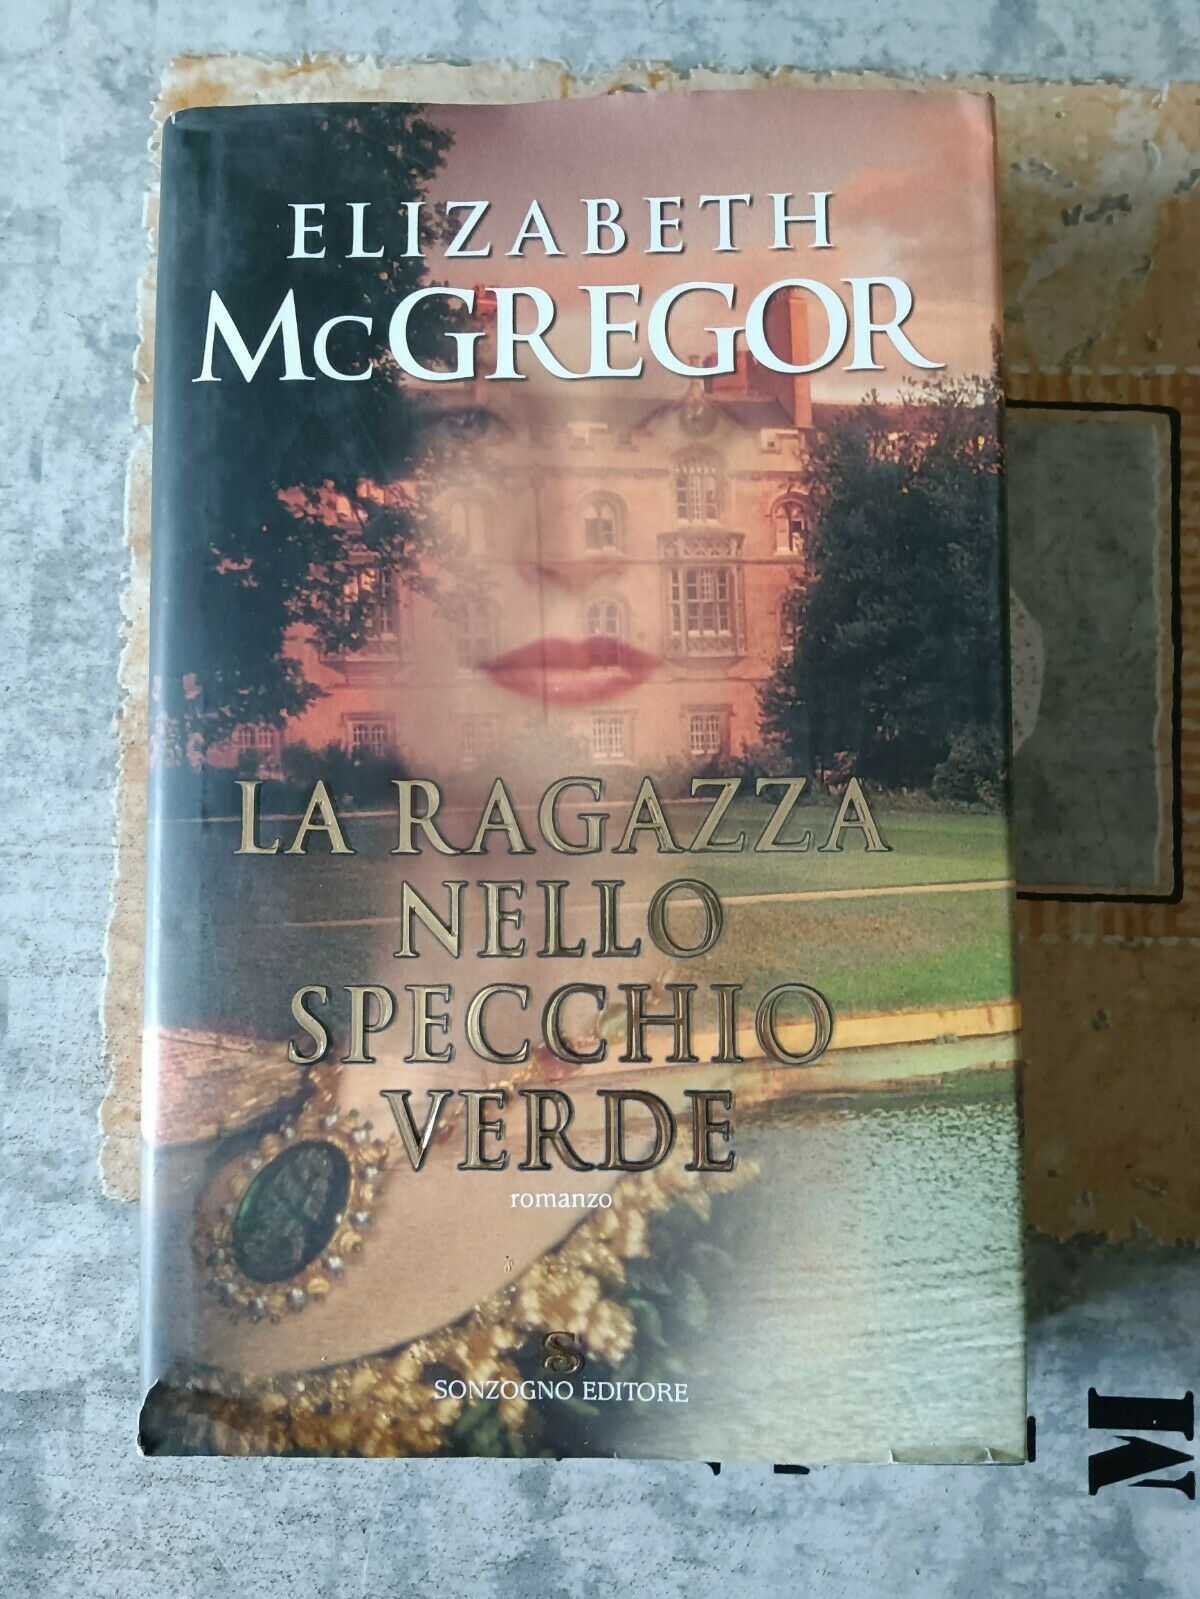 ELIZABETH
McGREGOR
LA RAGAZZA
NELLO
SPECCHIO
VERDE
romanzo
S
SONZOGNO EDITORE
M